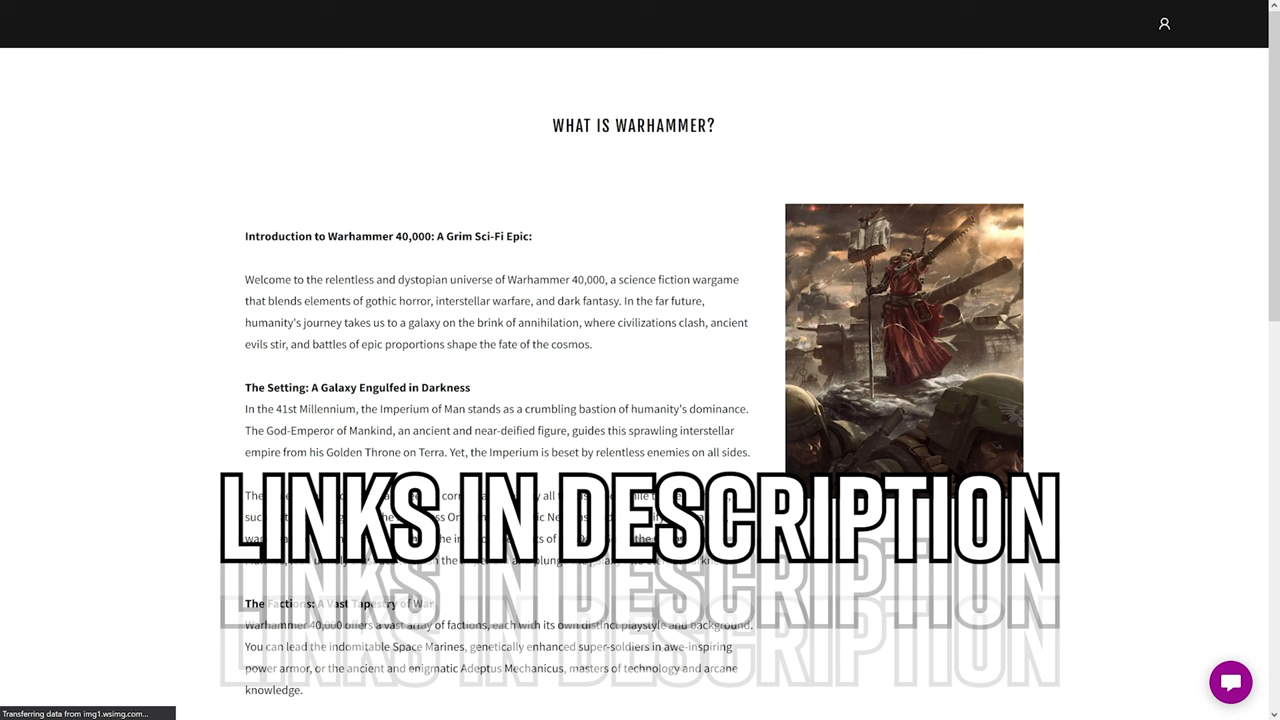 WHAT IS WARHAMMER?
Introduction to Warhammer 40,000: A Grim Sci-Fi Epic:
Welcome to the relentless and dystopian universe of Warhammer 40,000, a science fiction wargame
that blends elements of gothic horror, interstellar warfare, and dark fantasy. In the far future,
humanity's journey takes us to a galaxy on the brink of annihilation, where civilizations clash, ancient
evils stir, and battles of epic proportions shape the fate of the cosmos.
The Setting: A Galaxy Engulfed in Darkness
In the 41st Millennium, the Imperium of Man stands as a crumbling bastion of humanity's dominance.
The God-Emperor of Mankind, an ancient and near-deified figure, guides this sprawling interstellar
empire from his Golden Throne on Terra. Yet, the Imperium is beset by relentless enemies on all sides.
LINKS IN DESCRIPTION
LINKS IN DESCRIPTION
LINKS IN DESCRIPTION
The Factions: A Vast Tapestry of War
Warhammer 40,000 offers a vast array of factions, each with its own distinct playstyle and background.
You can lead the indomitable Space Marines, genetically enhanced super-soldiers in awe-inspiring
power armor, or the ancient and enigmatic Adeptus Mechanicus, masters of technology and arcane
knowledge.
Transferring data from img1.wsimg.com...